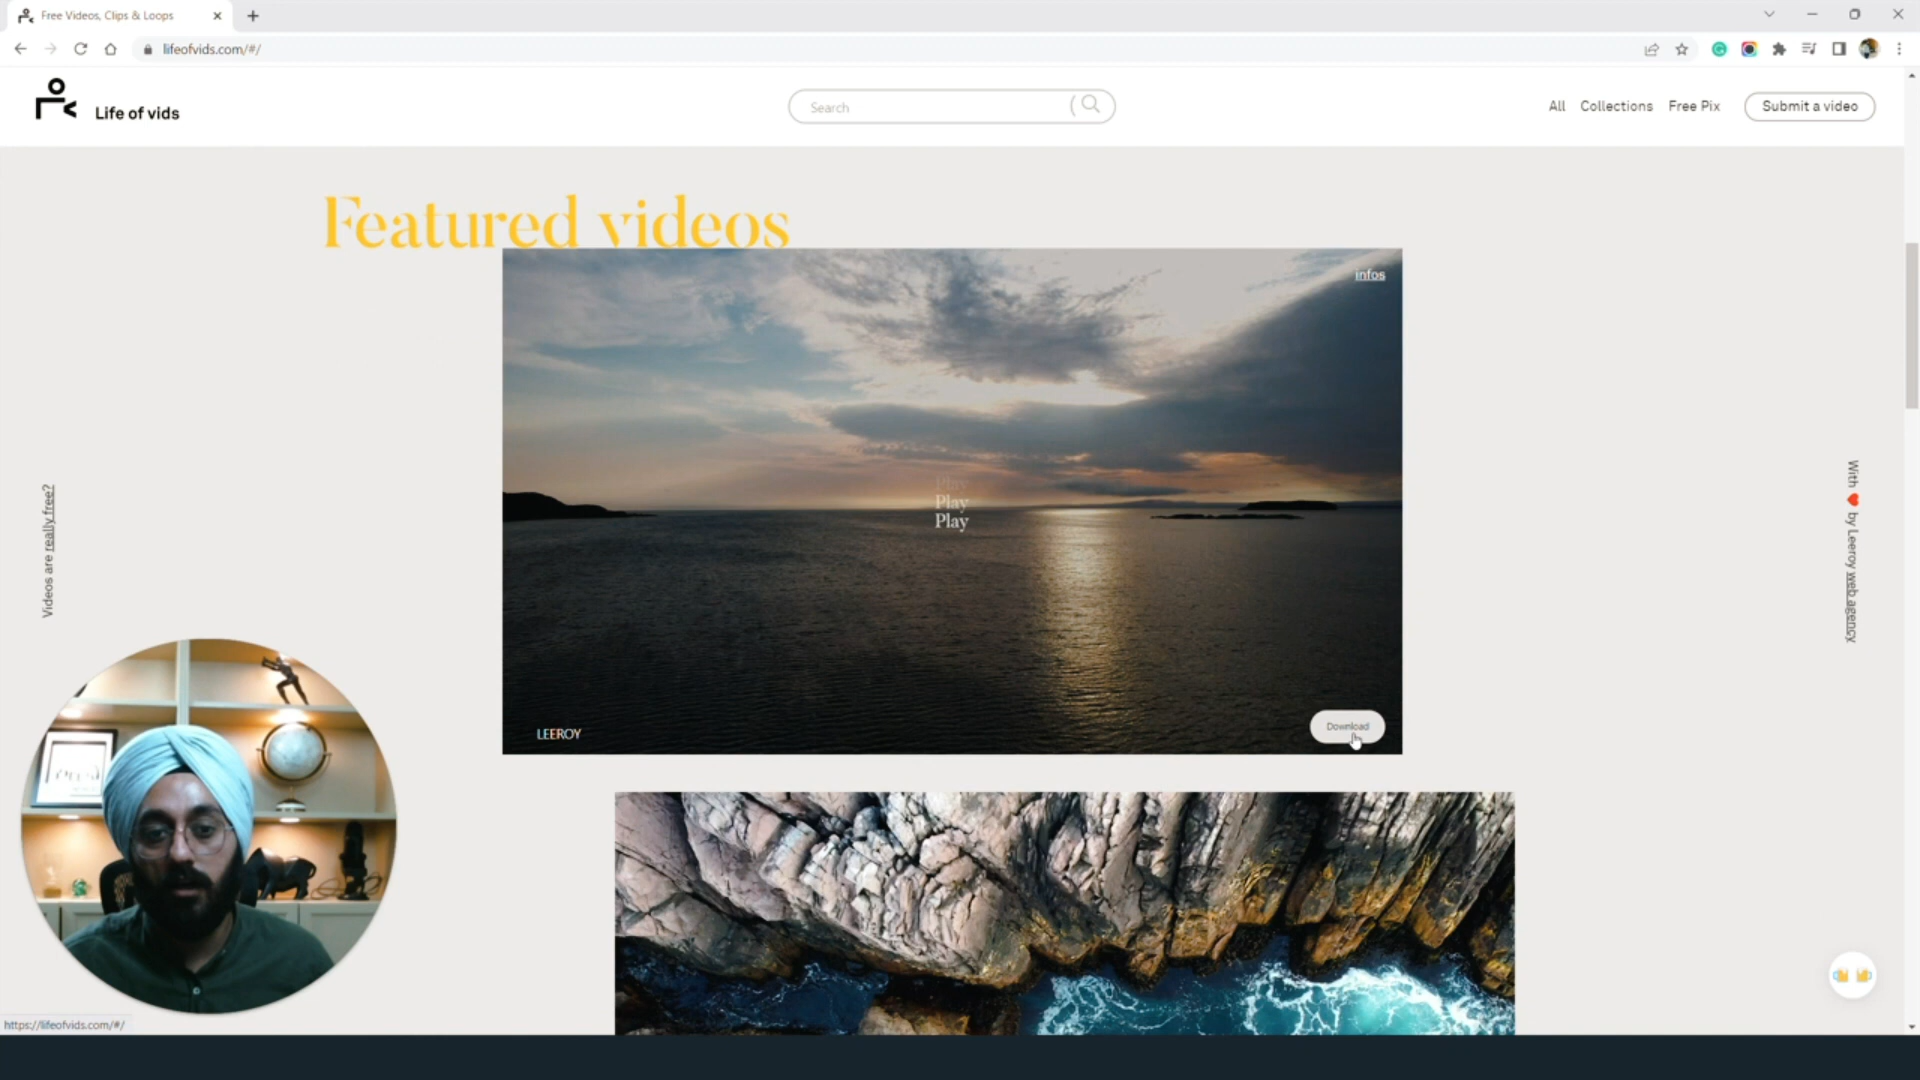 Free Videos, Clips & Loops
lifeofvids.com/#/
Life of vids
Search
All Collections Free Pix Submit a video
Featured videos
infos
Play
Play
Play
LEEROY
Download
Videos are really free?
With ❤ by Leeroy web agency
https://lifeofvids.com/#/